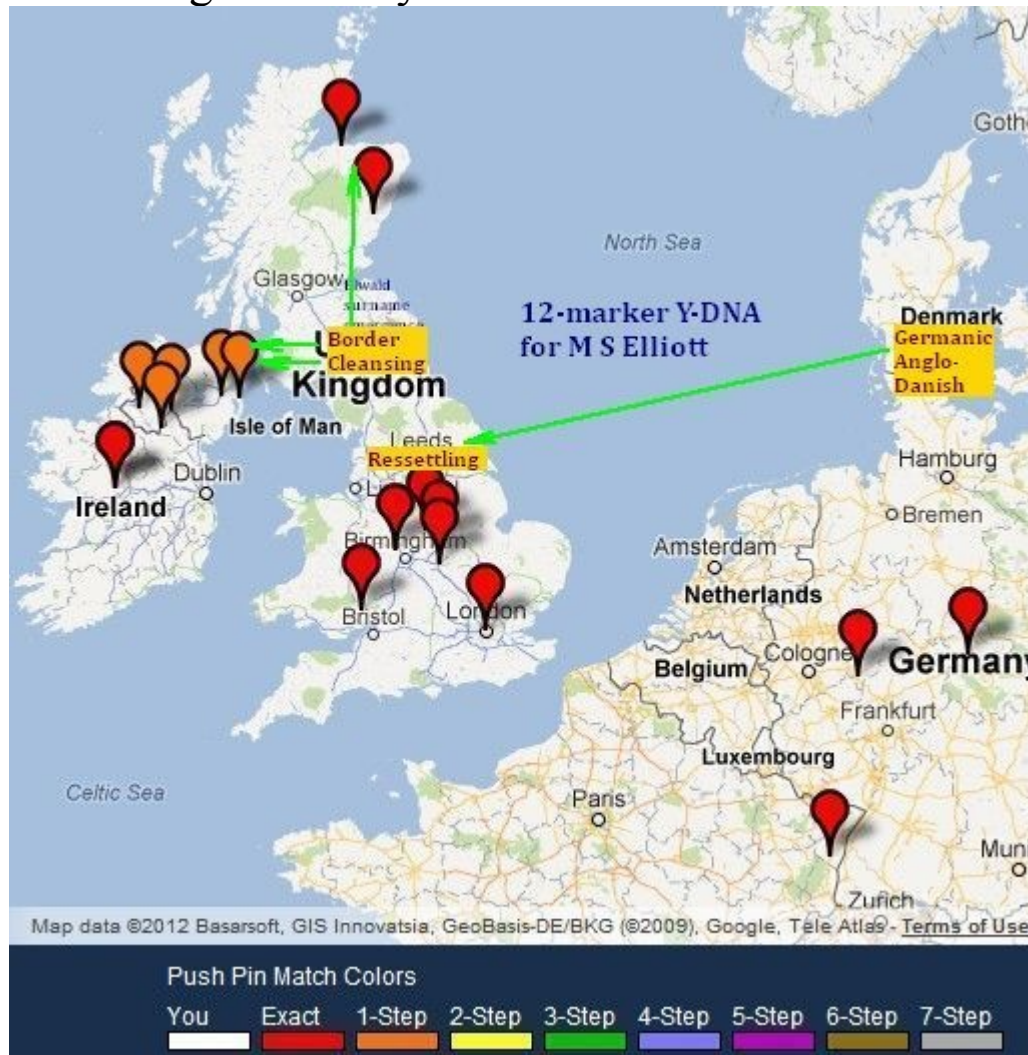 Gothe
North Sea
Glasgow
Elwald
surname
12-marker Y-DNA
for M S Elliott
Denmark
Germanic
Anglo-
Danish
Border
Cleansing
Kingdom
Isle of Man
Leeds
Ressettling
Hamburg
Dublin
Ireland
Bremen
Birmingham
Amsterdam
Netherlands
Bristol
London
Belgium
Cologne
Germany
Frankfurt
Luxembourg
Celtic Sea
Paris
Muni
Zurich
Map data ©2012 Basarsoft, GIS Innovatsia, GeoBasis-DE/BKG (©2009), Google, Tele Atlas - Terms of Use
Push Pin Match Colors
You Exact 1-Step 2-Step 3-Step 4-Step 5-Step 6-Step 7-Step